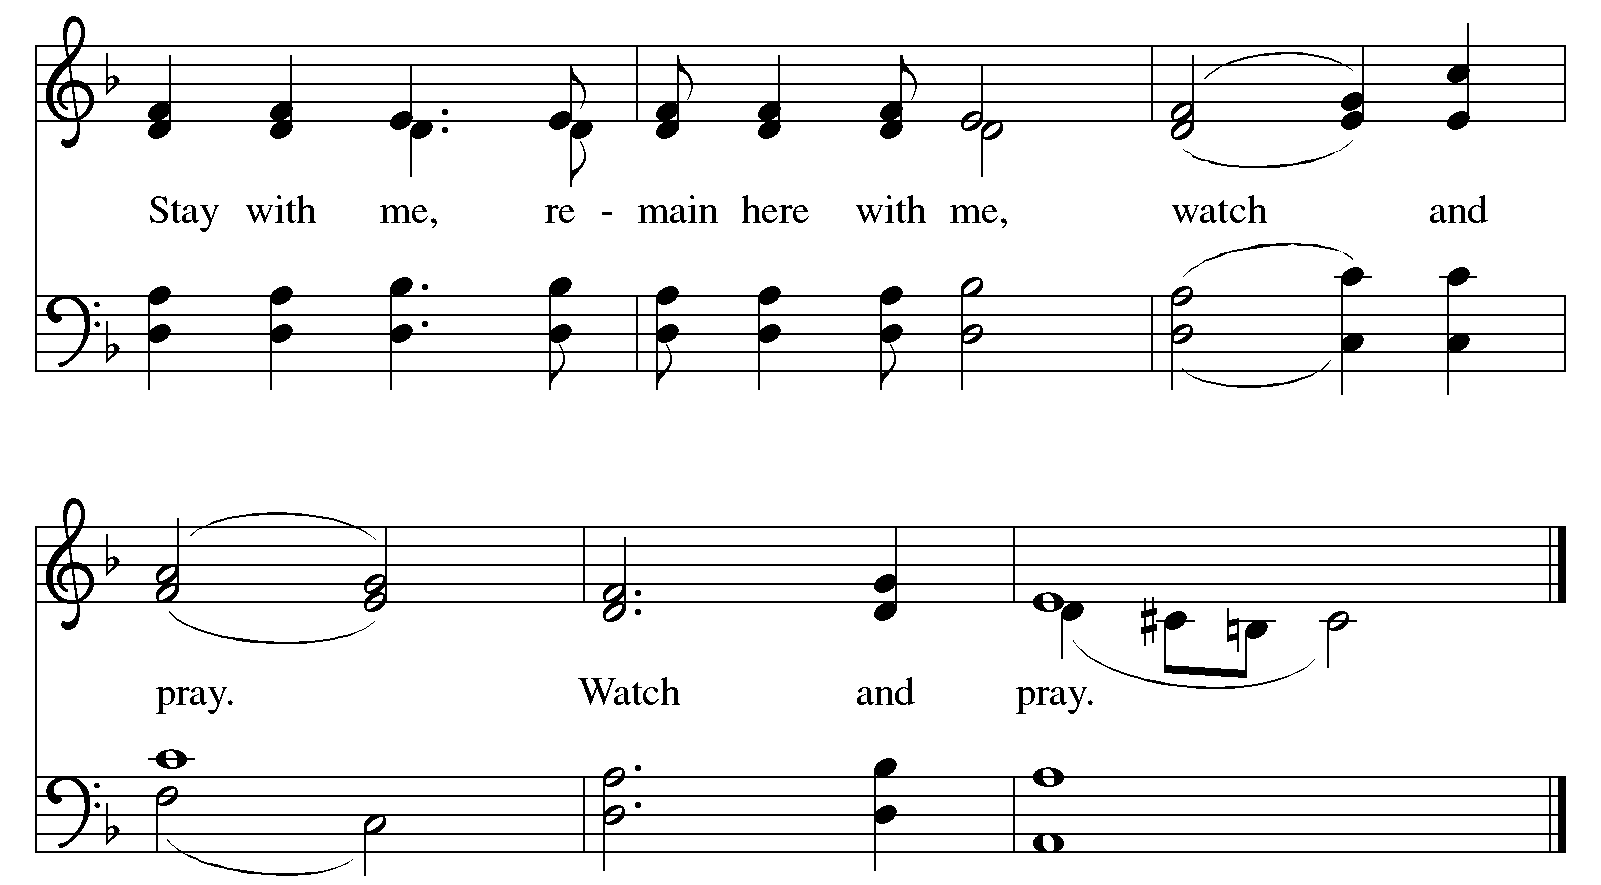 Stay with me, re - main here with me, watch and
pray. Watch and pray.